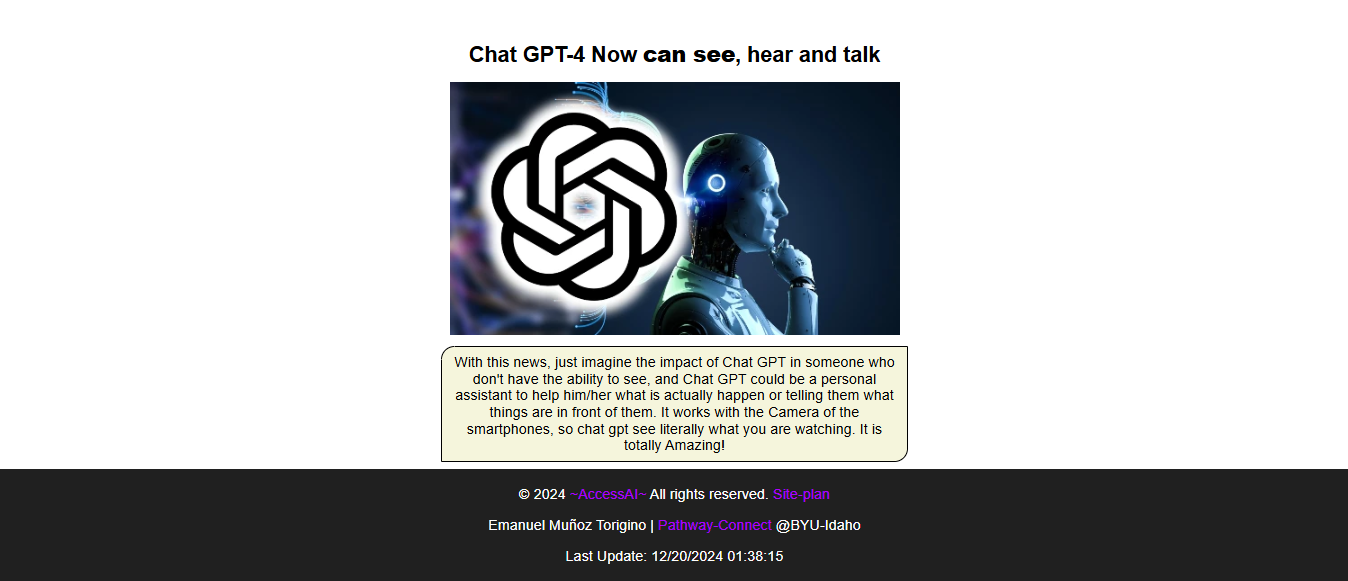 Chat GPT-4 Now can see, hear and talk
With this news, just imagine the impact of Chat GPT in someone who
don't have the ability to see, and Chat GPT could be a personal
assistant to help him/her what is actually happen or telling them what
things are in front of them. It works with the Camera of the
smartphones, so chat gpt see literally what you are watching. It is
totally Amazing!
© 2024 ~AccessAI~ All rights reserved. Site-plan
Emanuel Muñoz Torigino | Pathway-Connect @BYU-Idaho
Last Update: 12/20/2024 01:38:15